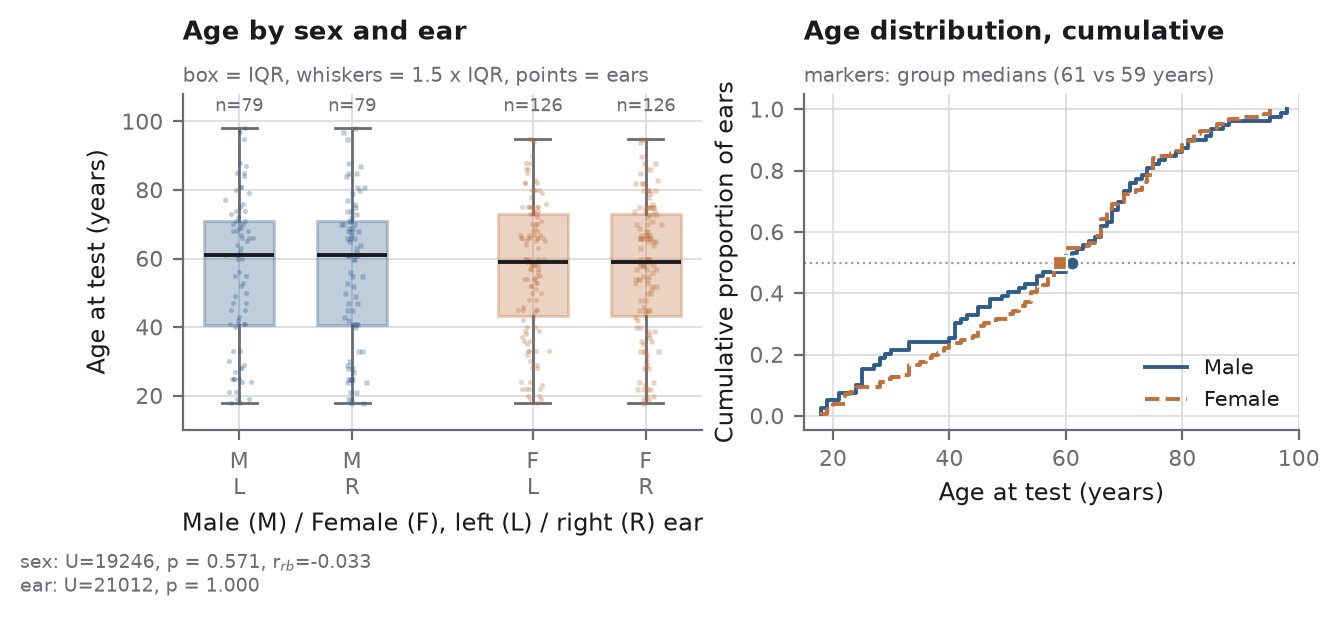 Age by sex and ear
box = IQR, whiskers = 1.5 x IQR, points = ears
n=79 n=79 n=126 n=126
100
80
60
40
20
Age at test (years)
M M F F
L R L R
Male (M) / Female (F), left (L) / right (R) ear
Age distribution, cumulative
markers: group medians (61 vs 59 years)
1.0
0.8
0.6
0.4
0.2
0.0
Cumulative proportion of ears
Male
Female
20 40 60 80 100
Age at test (years)
sex: U=19246, p = 0.571, r_rb=-0.033
ear: U=21012, p = 1.000